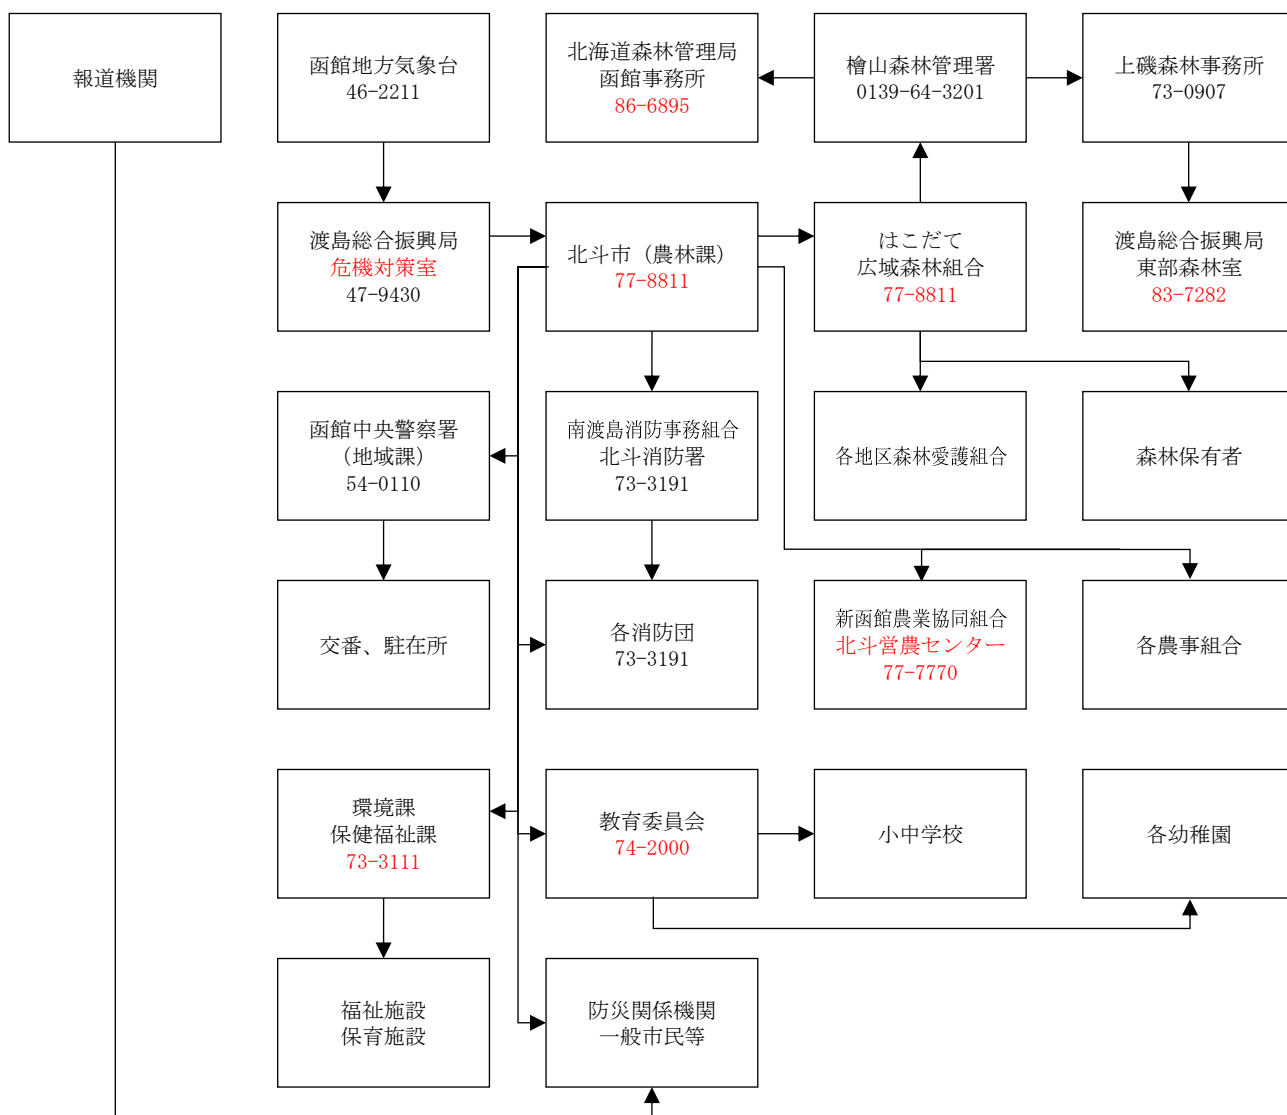 報道機関
函館地方気象台
46-2211
北海道森林管理局
函館事務所
86-6895
檜山森林管理署
0139-64-3201
上磯森林事務所
73-0907
渡島総合振興局
危機対策室
47-9430
北斗市（農林課）
77-8811
はこだて
広域森林組合
77-8811
渡島総合振興局
東部森林室
83-7282
函館中央警察署
（地域課）
54-0110
南渡島消防事務組合
北斗消防署
73-3191
各地区森林愛護組合
森林保有者
交番、駐在所
各消防団
73-3191
新函館農業協同組合
北斗営農センター
77-7770
各農事組合
環境課
保健福祉課
73-3111
教育委員会
74-2000
小中学校
各幼稚園
福祉施設
保育施設
防災関係機関
一般市民等